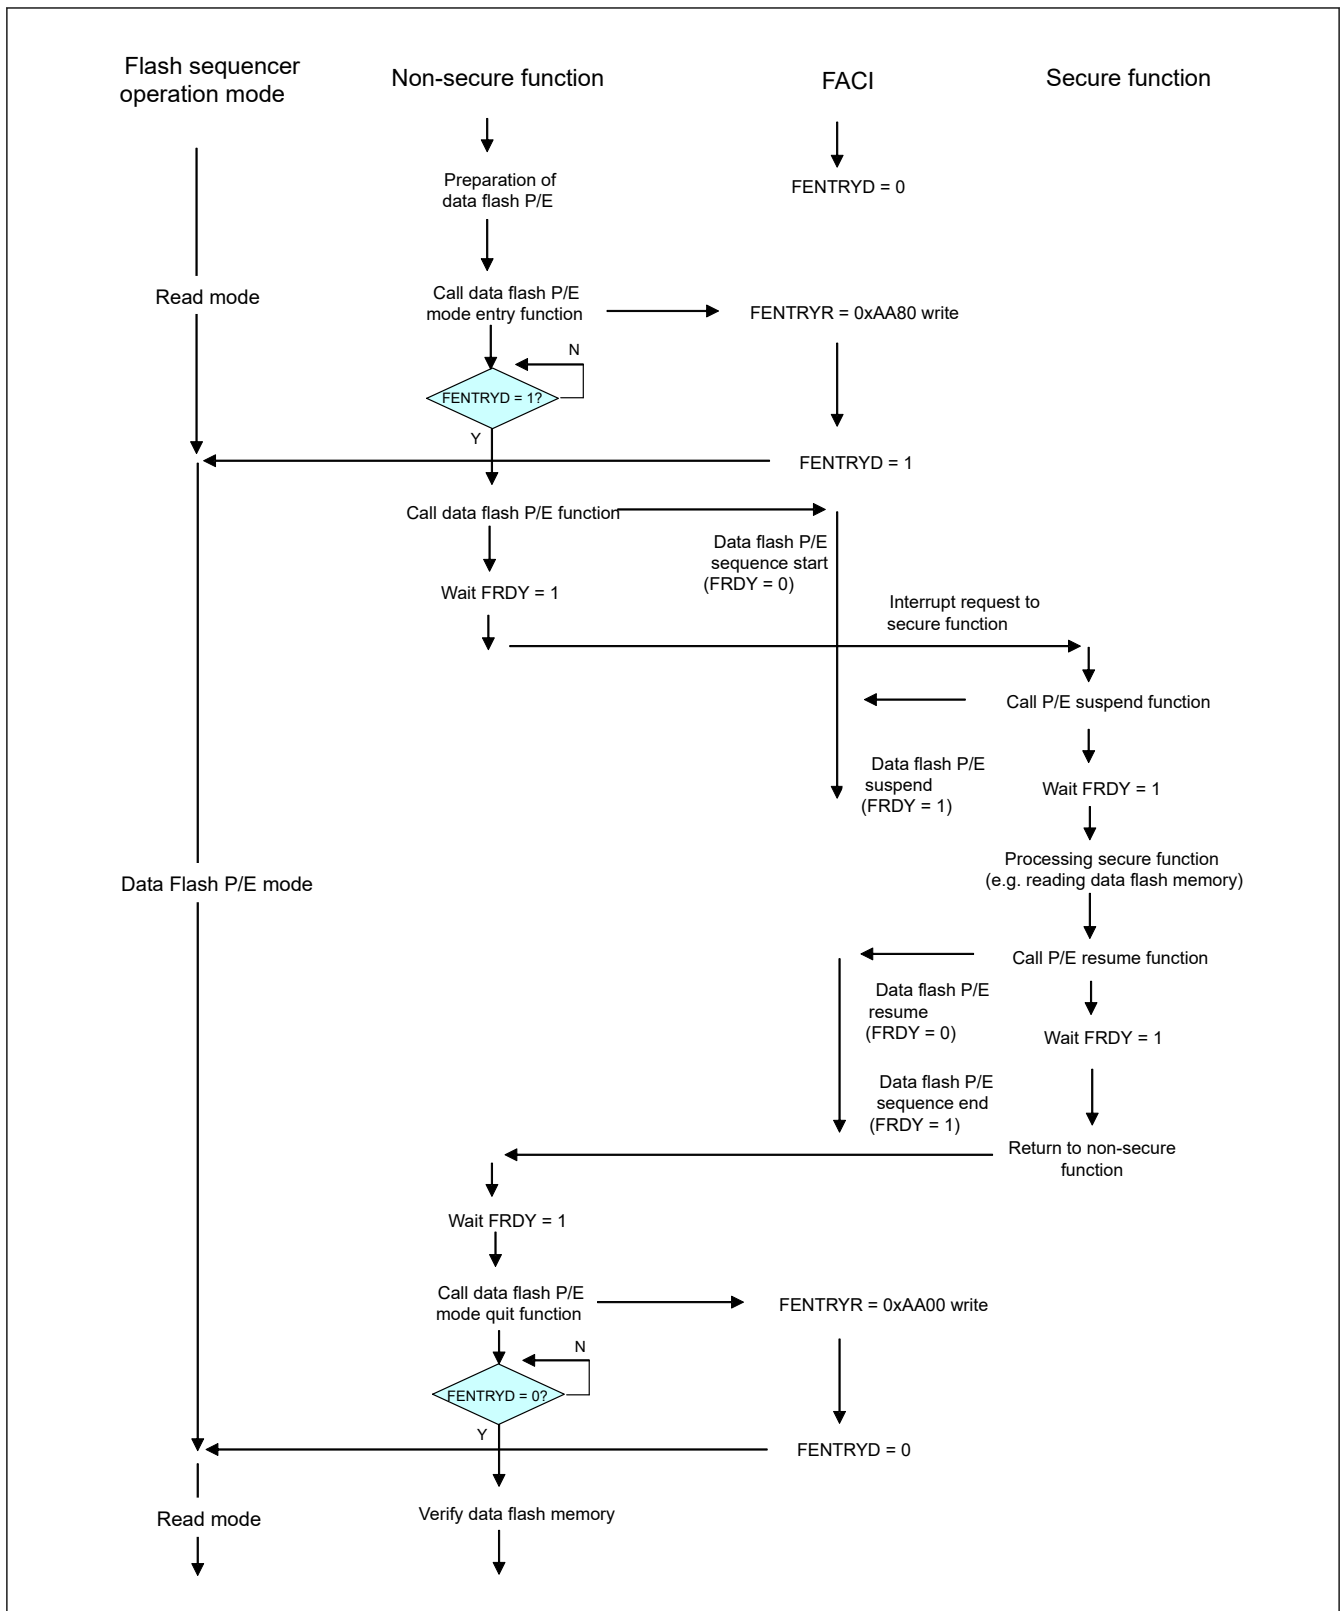 Flash sequencer
operation mode
Non-secure function
FACI
Secure function
Preparation of
data flash P/E
FENTRYD = 0
Read mode
Call data flash P/E
mode entry function
FENTRYR = 0xAA80 write
N
FENTRYD = 1?
Y
FENTRYD = 1
Call data flash P/E function
Data flash P/E
sequence start
(FRDY = 0)
Wait FRDY = 1
Interrupt request to
secure function
Call P/E suspend function
Data flash P/E
suspend
(FRDY = 1)
Wait FRDY = 1
Processing secure function
(e.g. reading data flash memory)
Data Flash P/E mode
Call P/E resume function
Data flash P/E
resume
(FRDY = 0)
Wait FRDY = 1
Data flash P/E
sequence end
(FRDY = 1)
Return to non-secure
function
Wait FRDY = 1
Call data flash P/E
mode quit function
FENTRYR = 0xAA00 write
N
FENTRYD = 0?
Y
FENTRYD = 0
Read mode
Verify data flash memory